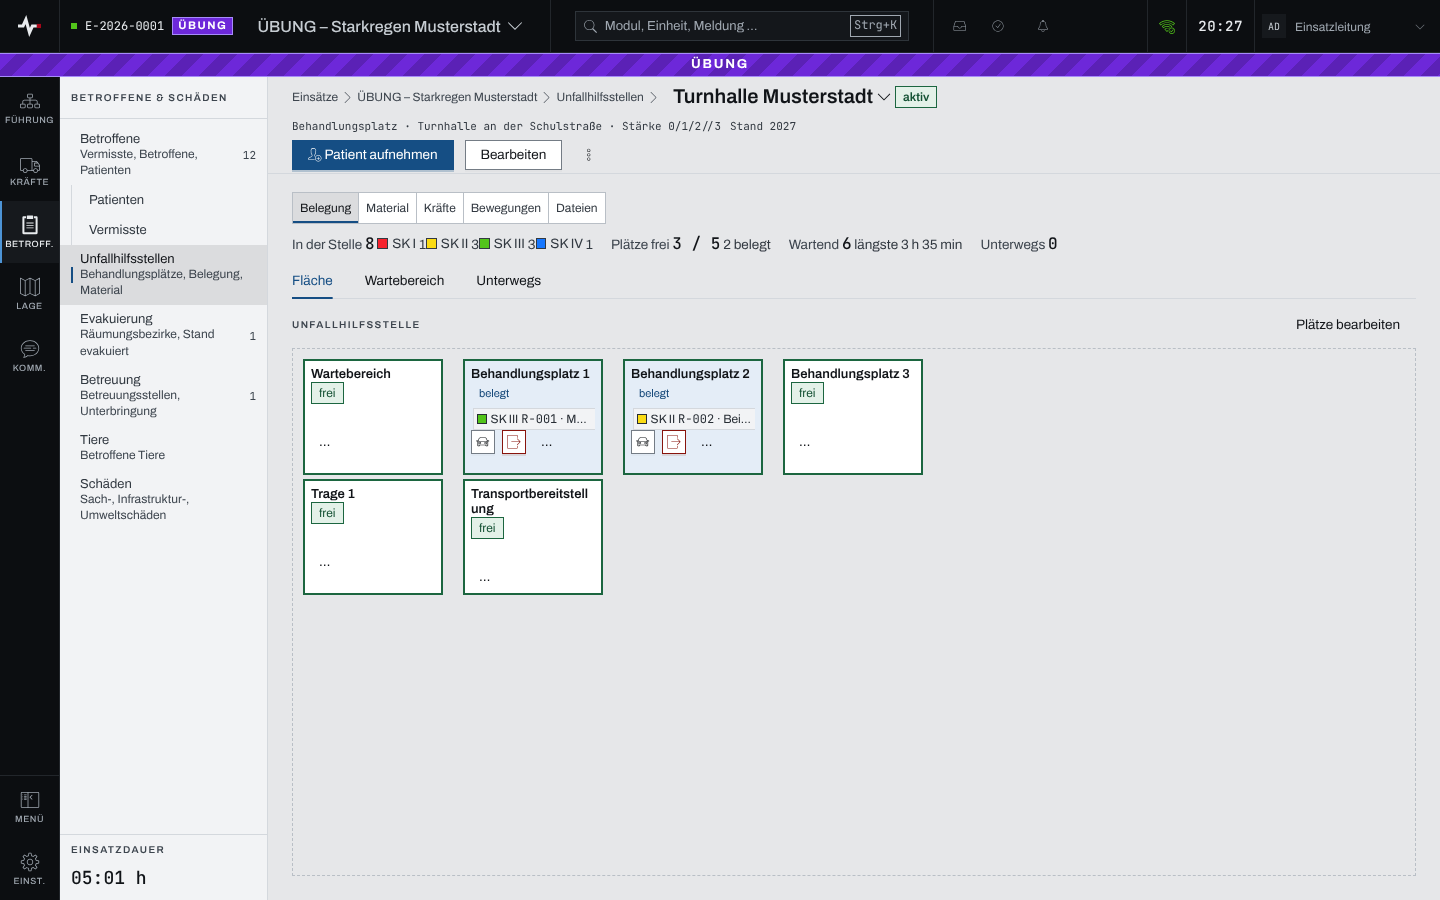 E-2026-0001 ÜBUNG ÜBUNG – Starkregen Musterstadt Modul, Einheit, Meldung ... Strg+K 20:27 AD Einsatzleitung
ÜBUNG
FÜHRUNG
KRÄFTE
BETROFF.
LAGE
KOMM.
MENÜ
EINST.
BETROFFENE & SCHÄDEN
Betroffene
Vermisste, Betroffene,
Patienten
12
Patienten
Vermisste
Unfallhilfsstellen
Behandlungsplätze, Belegung,
Material
Evakuierung
Räumungsbezirke, Stand
evakuiert
1
Betreuung
Betreuungsstellen,
Unterbringung
1
Tiere
Betroffene Tiere
Schäden
Sach-, Infrastruktur-,
Umweltschäden
EINSATZDAUER
05:01 h
Einsätze ÜBUNG – Starkregen Musterstadt Unfallhilfsstellen Turnhalle Musterstadt aktiv
Behandlungsplatz · Turnhalle an der Schulstraße · Stärke 0/1/2//3 Stand 2027
Patient aufnehmen Bearbeiten
Belegung Material Kräfte Bewegungen Dateien
In der Stelle 8 SK I 1 SK II 3 SK III 3 SK IV 1 Plätze frei 3 / 5 2 belegt Wartend 6 längste 3 h 35 min Unterwegs 0
Fläche Wartebereich Unterwegs
UNFALLHILFSSTELLE Plätze bearbeiten
Wartebereich
frei
...
Behandlungsplatz 1
belegt
SK III R-001 · M...
...
Behandlungsplatz 2
belegt
SK II R-002 · Bei...
...
Behandlungsplatz 3
frei
...
Trage 1
frei
...
Transportbereitstell
ung
frei
...